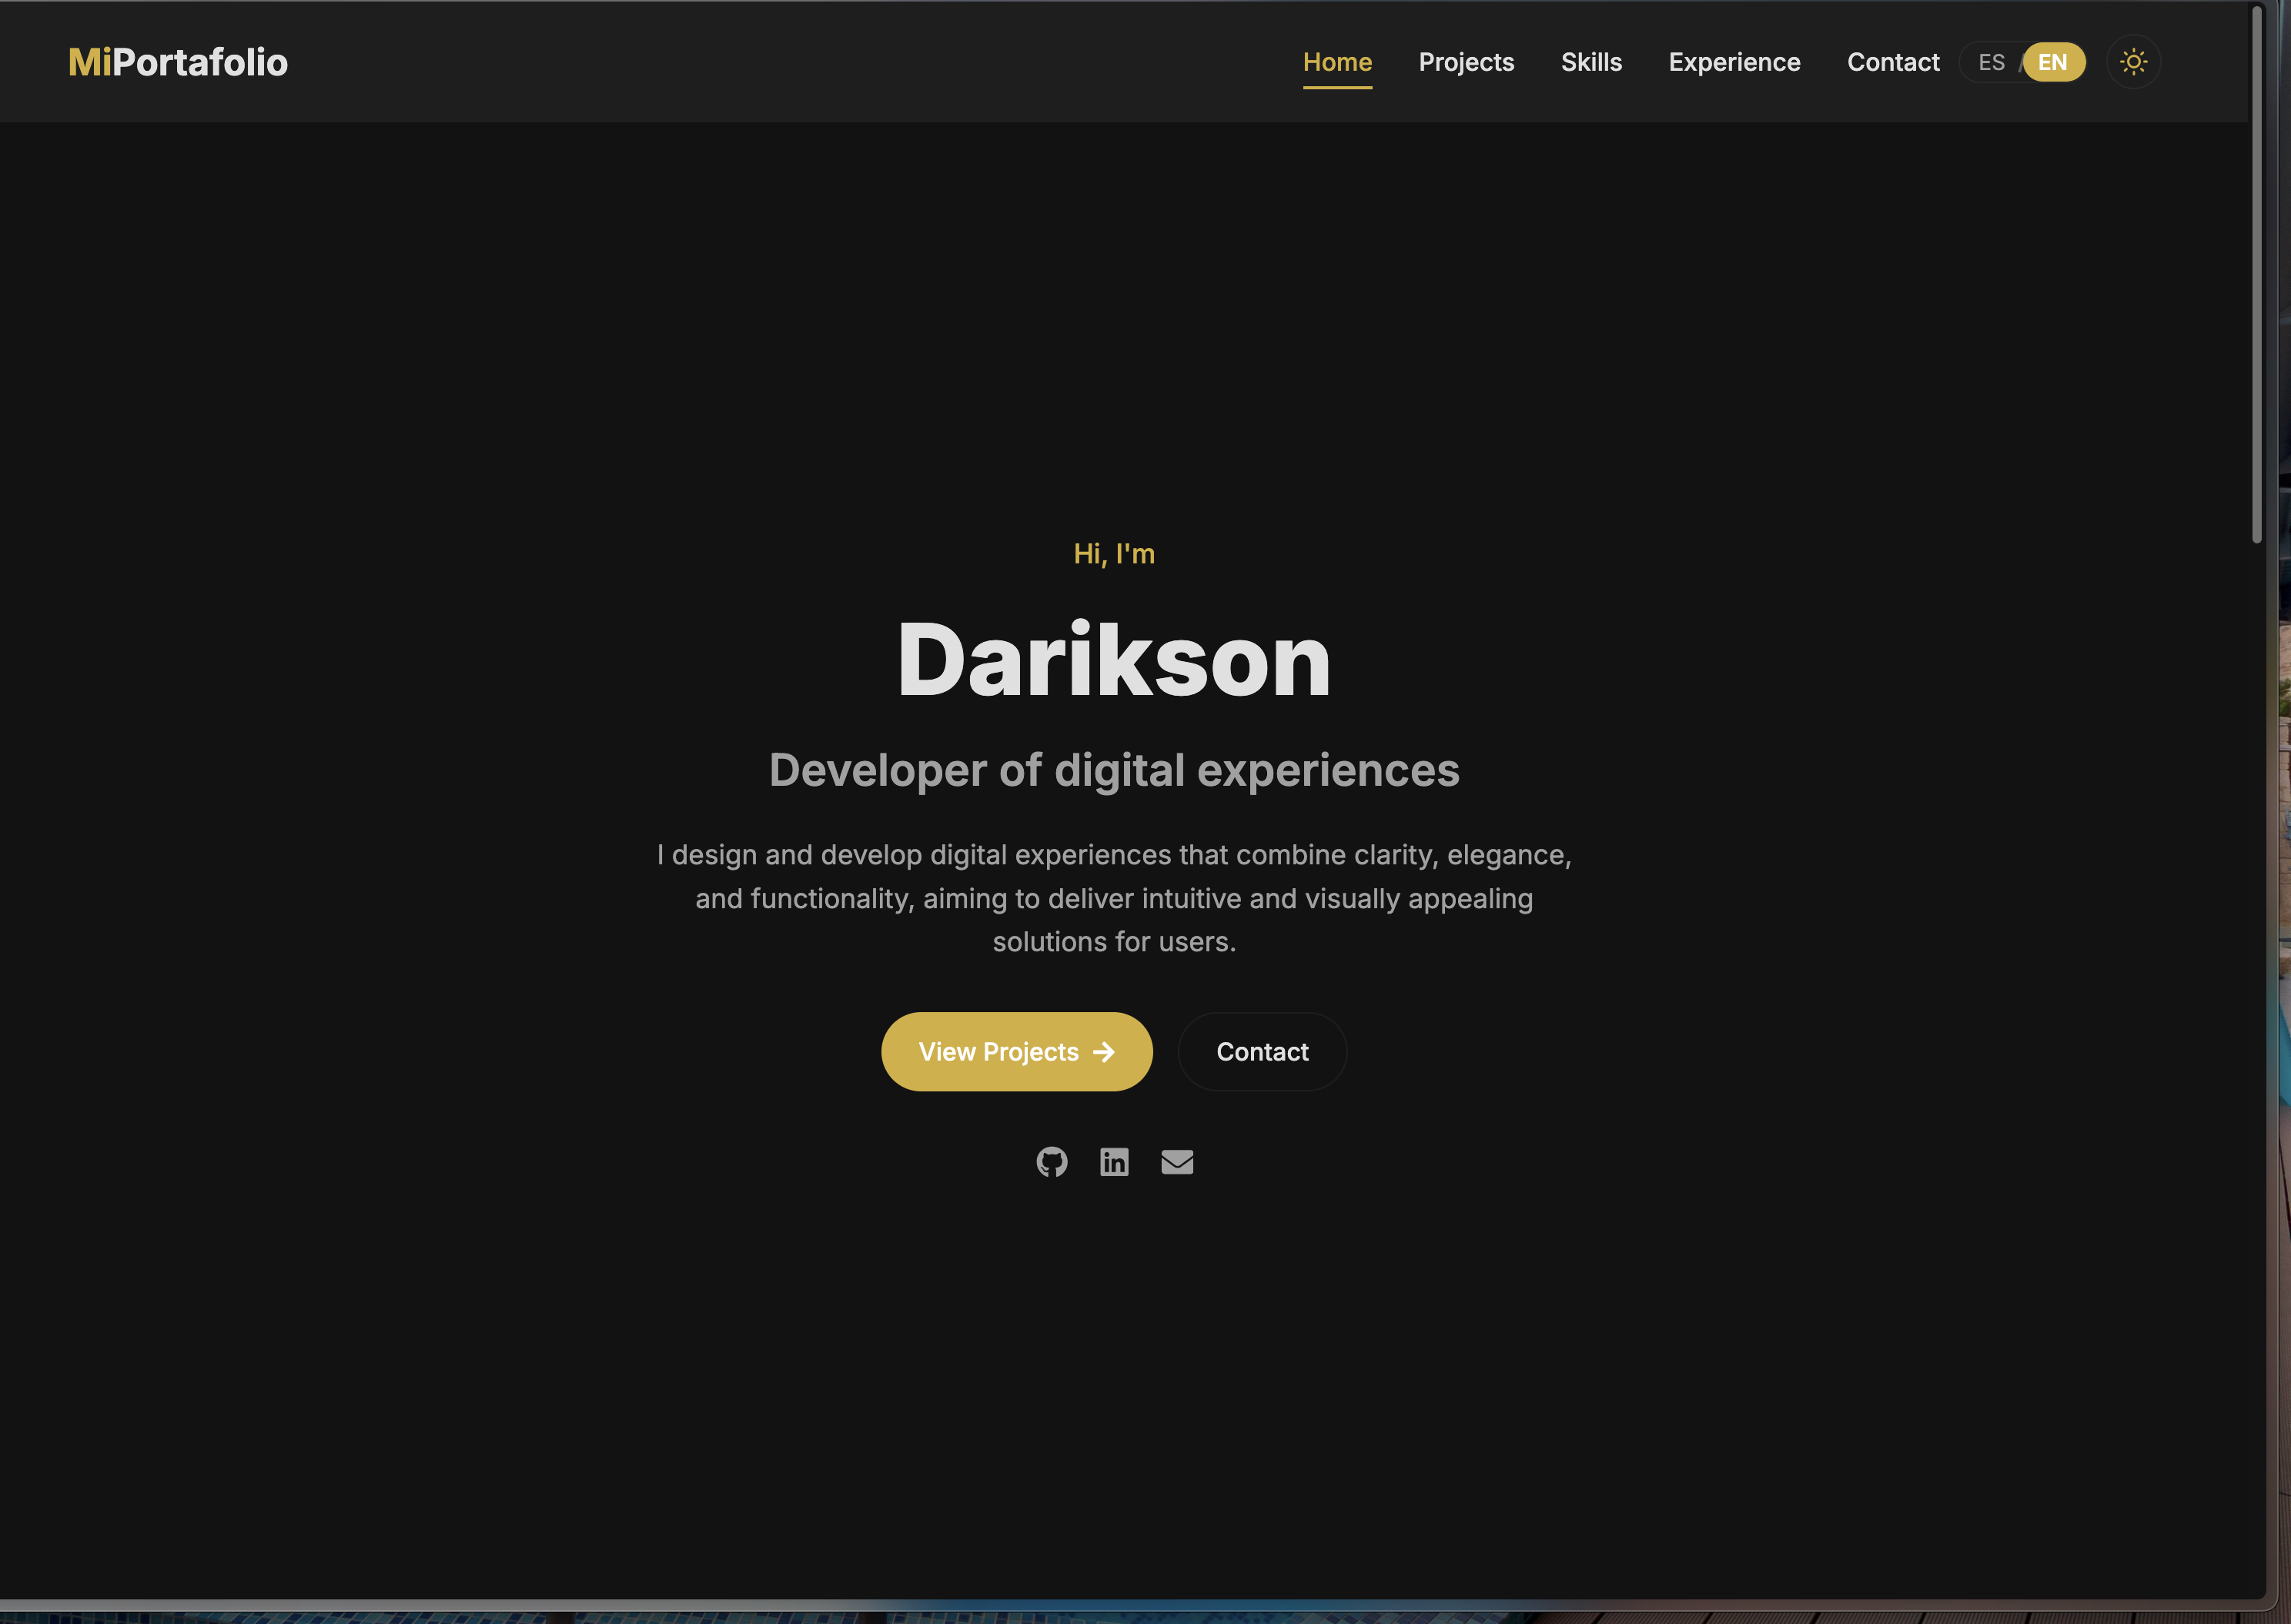 MiPortafolio
Home Projects Skills Experience Contact ES / EN
Hi, I'm
Darikson
Developer of digital experiences
I design and develop digital experiences that combine clarity, elegance,
and functionality, aiming to deliver intuitive and visually appealing
solutions for users.
View Projects → Contact